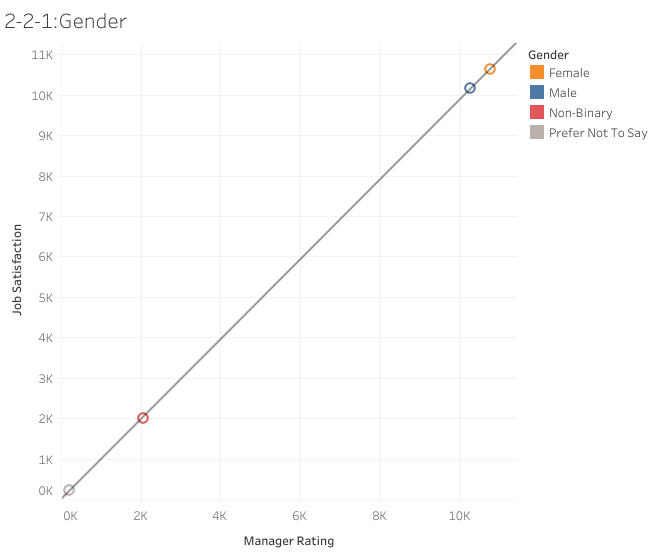 2-2-1:Gender
11K
10K
9K
8K
7K
6K
5K
4K
3K
2K
1K
0K
Job Satisfaction
0K 2K 4K 6K 8K 10K
Manager Rating
Gender
Female
Male
Non-Binary
Prefer Not To Say